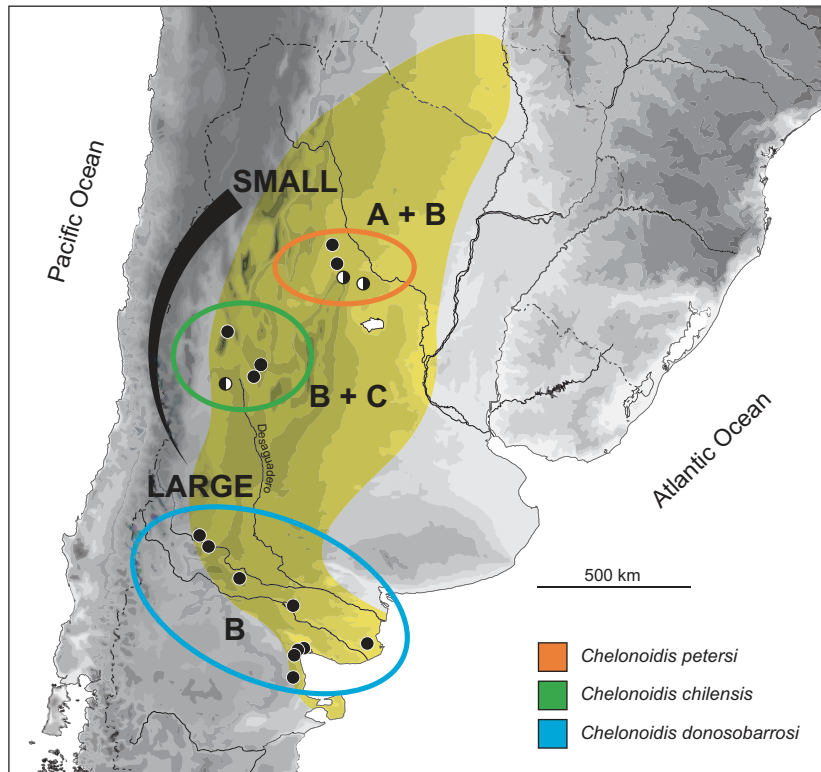 SMALL
A + B
Pacific Ocean
B + C
Desaguadero
LARGE
Atlantic Ocean
500 km
B
Chelonoidis petersi
Chelonoidis chilensis
Chelonoidis donosobarrosi